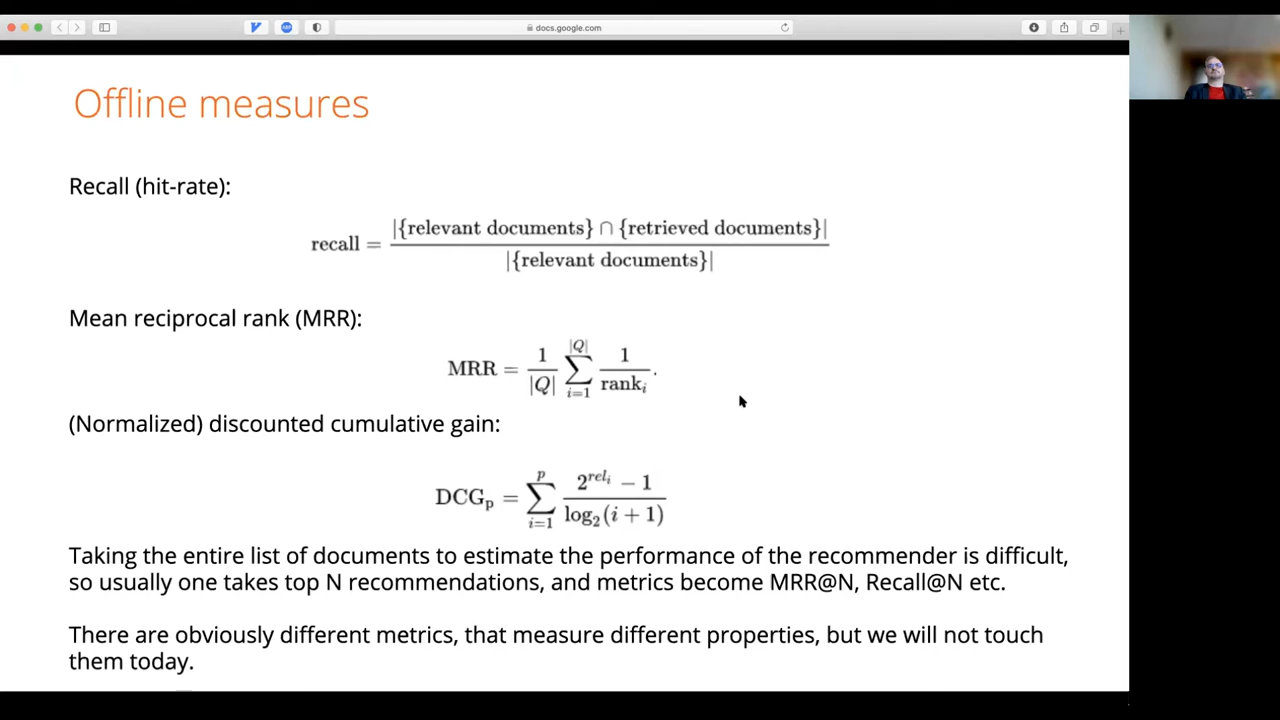 docs.google.com
Offline measures
Recall (hit-rate):
recall = |{relevant documents} ∩ {retrieved documents}| / |{relevant documents}|
Mean reciprocal rank (MRR):
MRR = 1/|Q| ∑_{i=1}^{|Q|} 1/rank_i.
(Normalized) discounted cumulative gain:
DCG_p = ∑_{i=1}^{p} (2^{rel_i} − 1) / log_2(i + 1)
Taking the entire list of documents to estimate the performance of the recommender is difficult,
so usually one takes top N recommendations, and metrics become MRR@N, Recall@N etc.
There are obviously different metrics, that measure different properties, but we will not touch
them today.